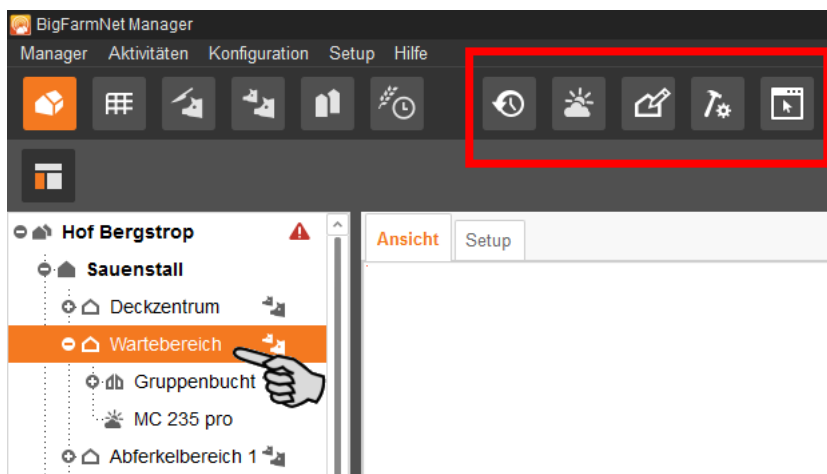 BigFarmNet Manager
Manager Aktivitäten Konfiguration Setup Hilfe
Hof Bergstrop
Ansicht Setup
Sauenstall
Deckzentrum
Wartebereich
Gruppenbucht
MC 235 pro
Abferkelbereich 1